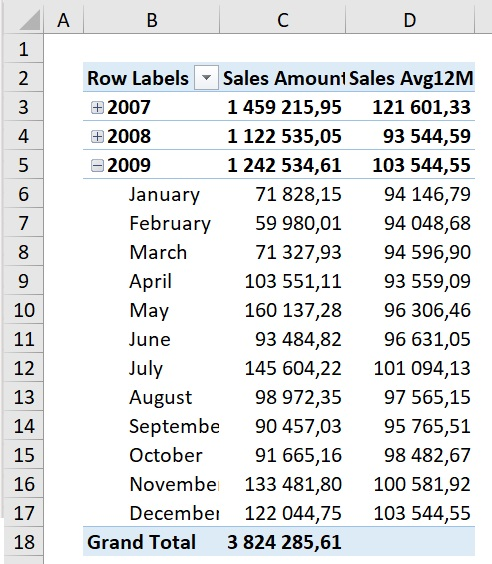 A B C D
1
2 Row Labels Sales Amount Sales Avg12M
3 2007 1 459 215,95 121 601,33
4 2008 1 122 535,05 93 544,59
5 2009 1 242 534,61 103 544,55
6 January 71 828,15 94 146,79
7 February 59 980,01 94 048,68
8 March 71 327,93 94 596,90
9 April 103 551,11 93 559,09
10 May 160 137,28 96 306,46
11 June 93 484,82 96 631,05
12 July 145 604,22 101 094,13
13 August 98 972,35 97 565,15
14 Septembe 90 457,03 95 765,51
15 October 91 665,16 98 482,67
16 November 133 481,80 100 581,92
17 December 122 044,75 103 544,55
18 Grand Total 3 824 285,61